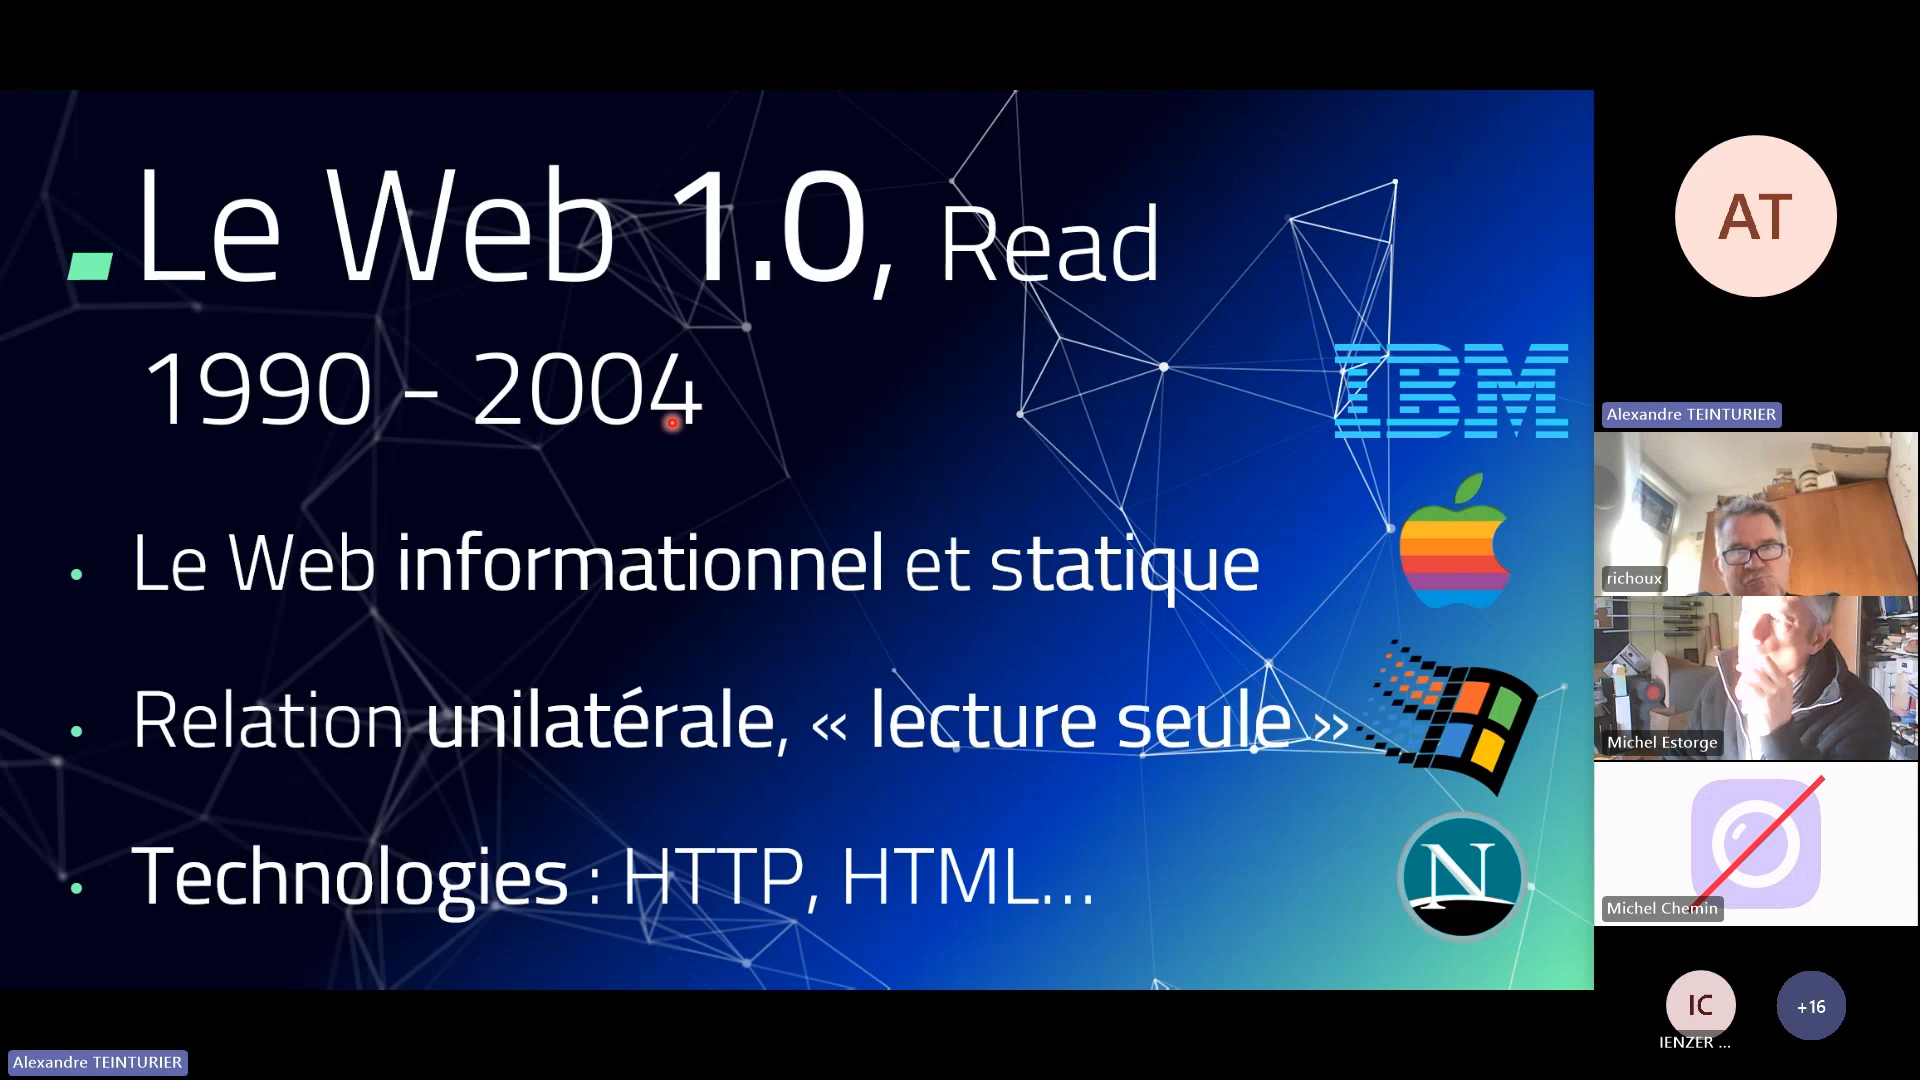 Le Web 1.0, Read
1990 - 2004
Le Web informationnel et statique
Relation unilatérale, « lecture seule »
Technologies : HTTP, HTML...
IBM
N
AT
Alexandre TEINTURIER
richoux
Michel Estorge
Michel Chemin
IC
IENZER ...
+16
Alexandre TEINTURIER